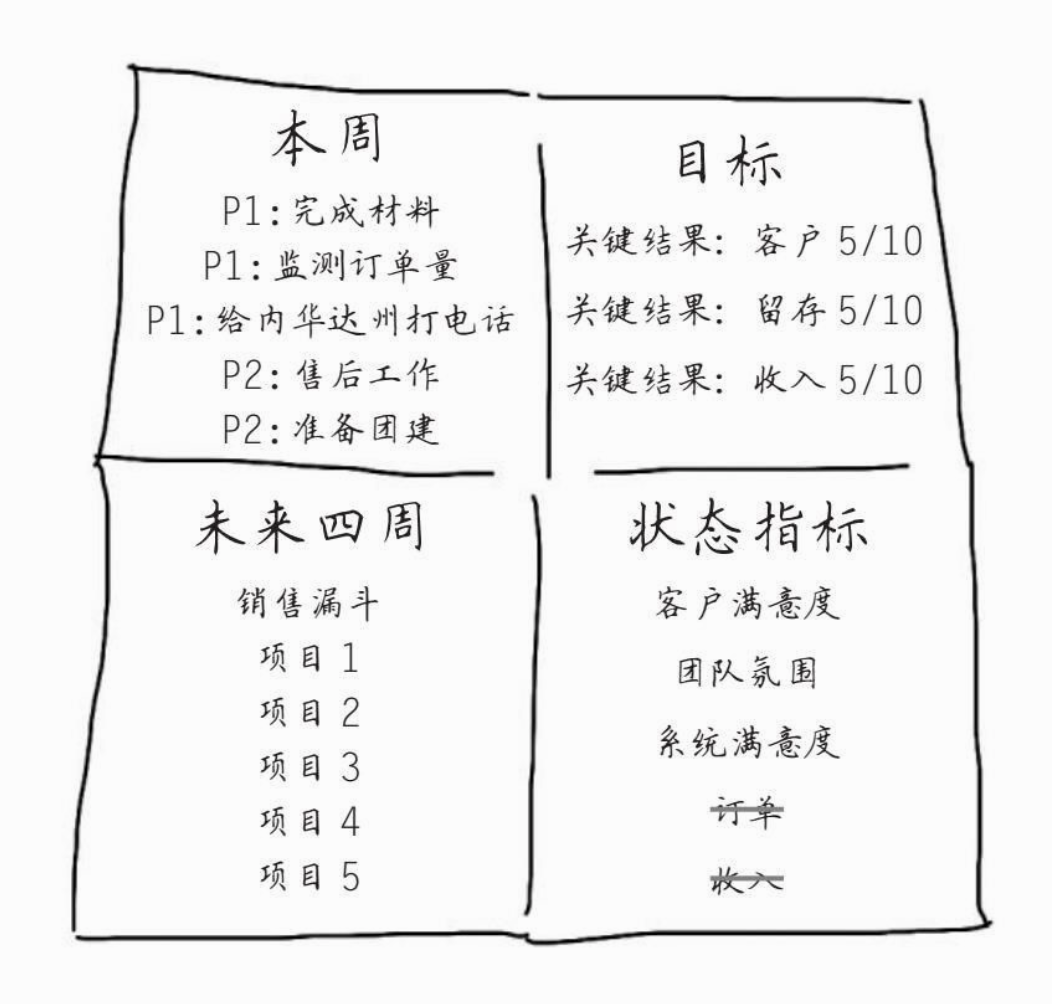 本周
P1:完成材料
P1:监测订单量
P1:给内华达州打电话
P2:售后工作
P2:准备团建
目标
关键结果：客户 5/10
关键结果：留存 5/10
关键结果：收入 5/10
未来四周
销售漏斗
项目 1
项目 2
项目 3
项目 4
项目 5
状态指标
客户满意度
团队氛围
系统满意度
订单
收入